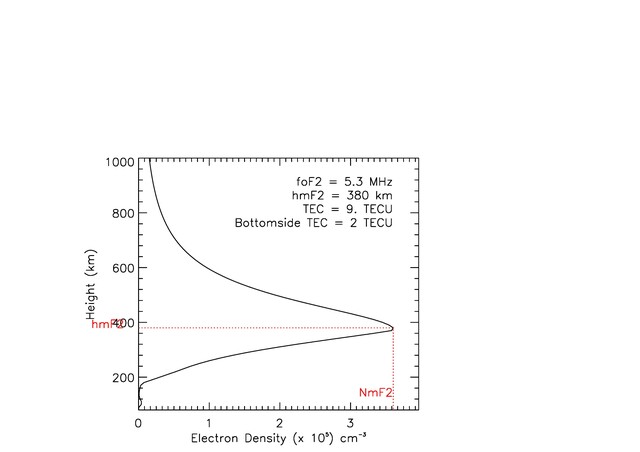 1000
foF2 = 5.3 MHz
hmF2 = 380 km
TEC = 9. TECU
Bottomside TEC = 2 TECU
800
600
Height (km)
400
hmF2
200
NmF2
0 1 2 3
Electron Density (x 10⁵) cm⁻³